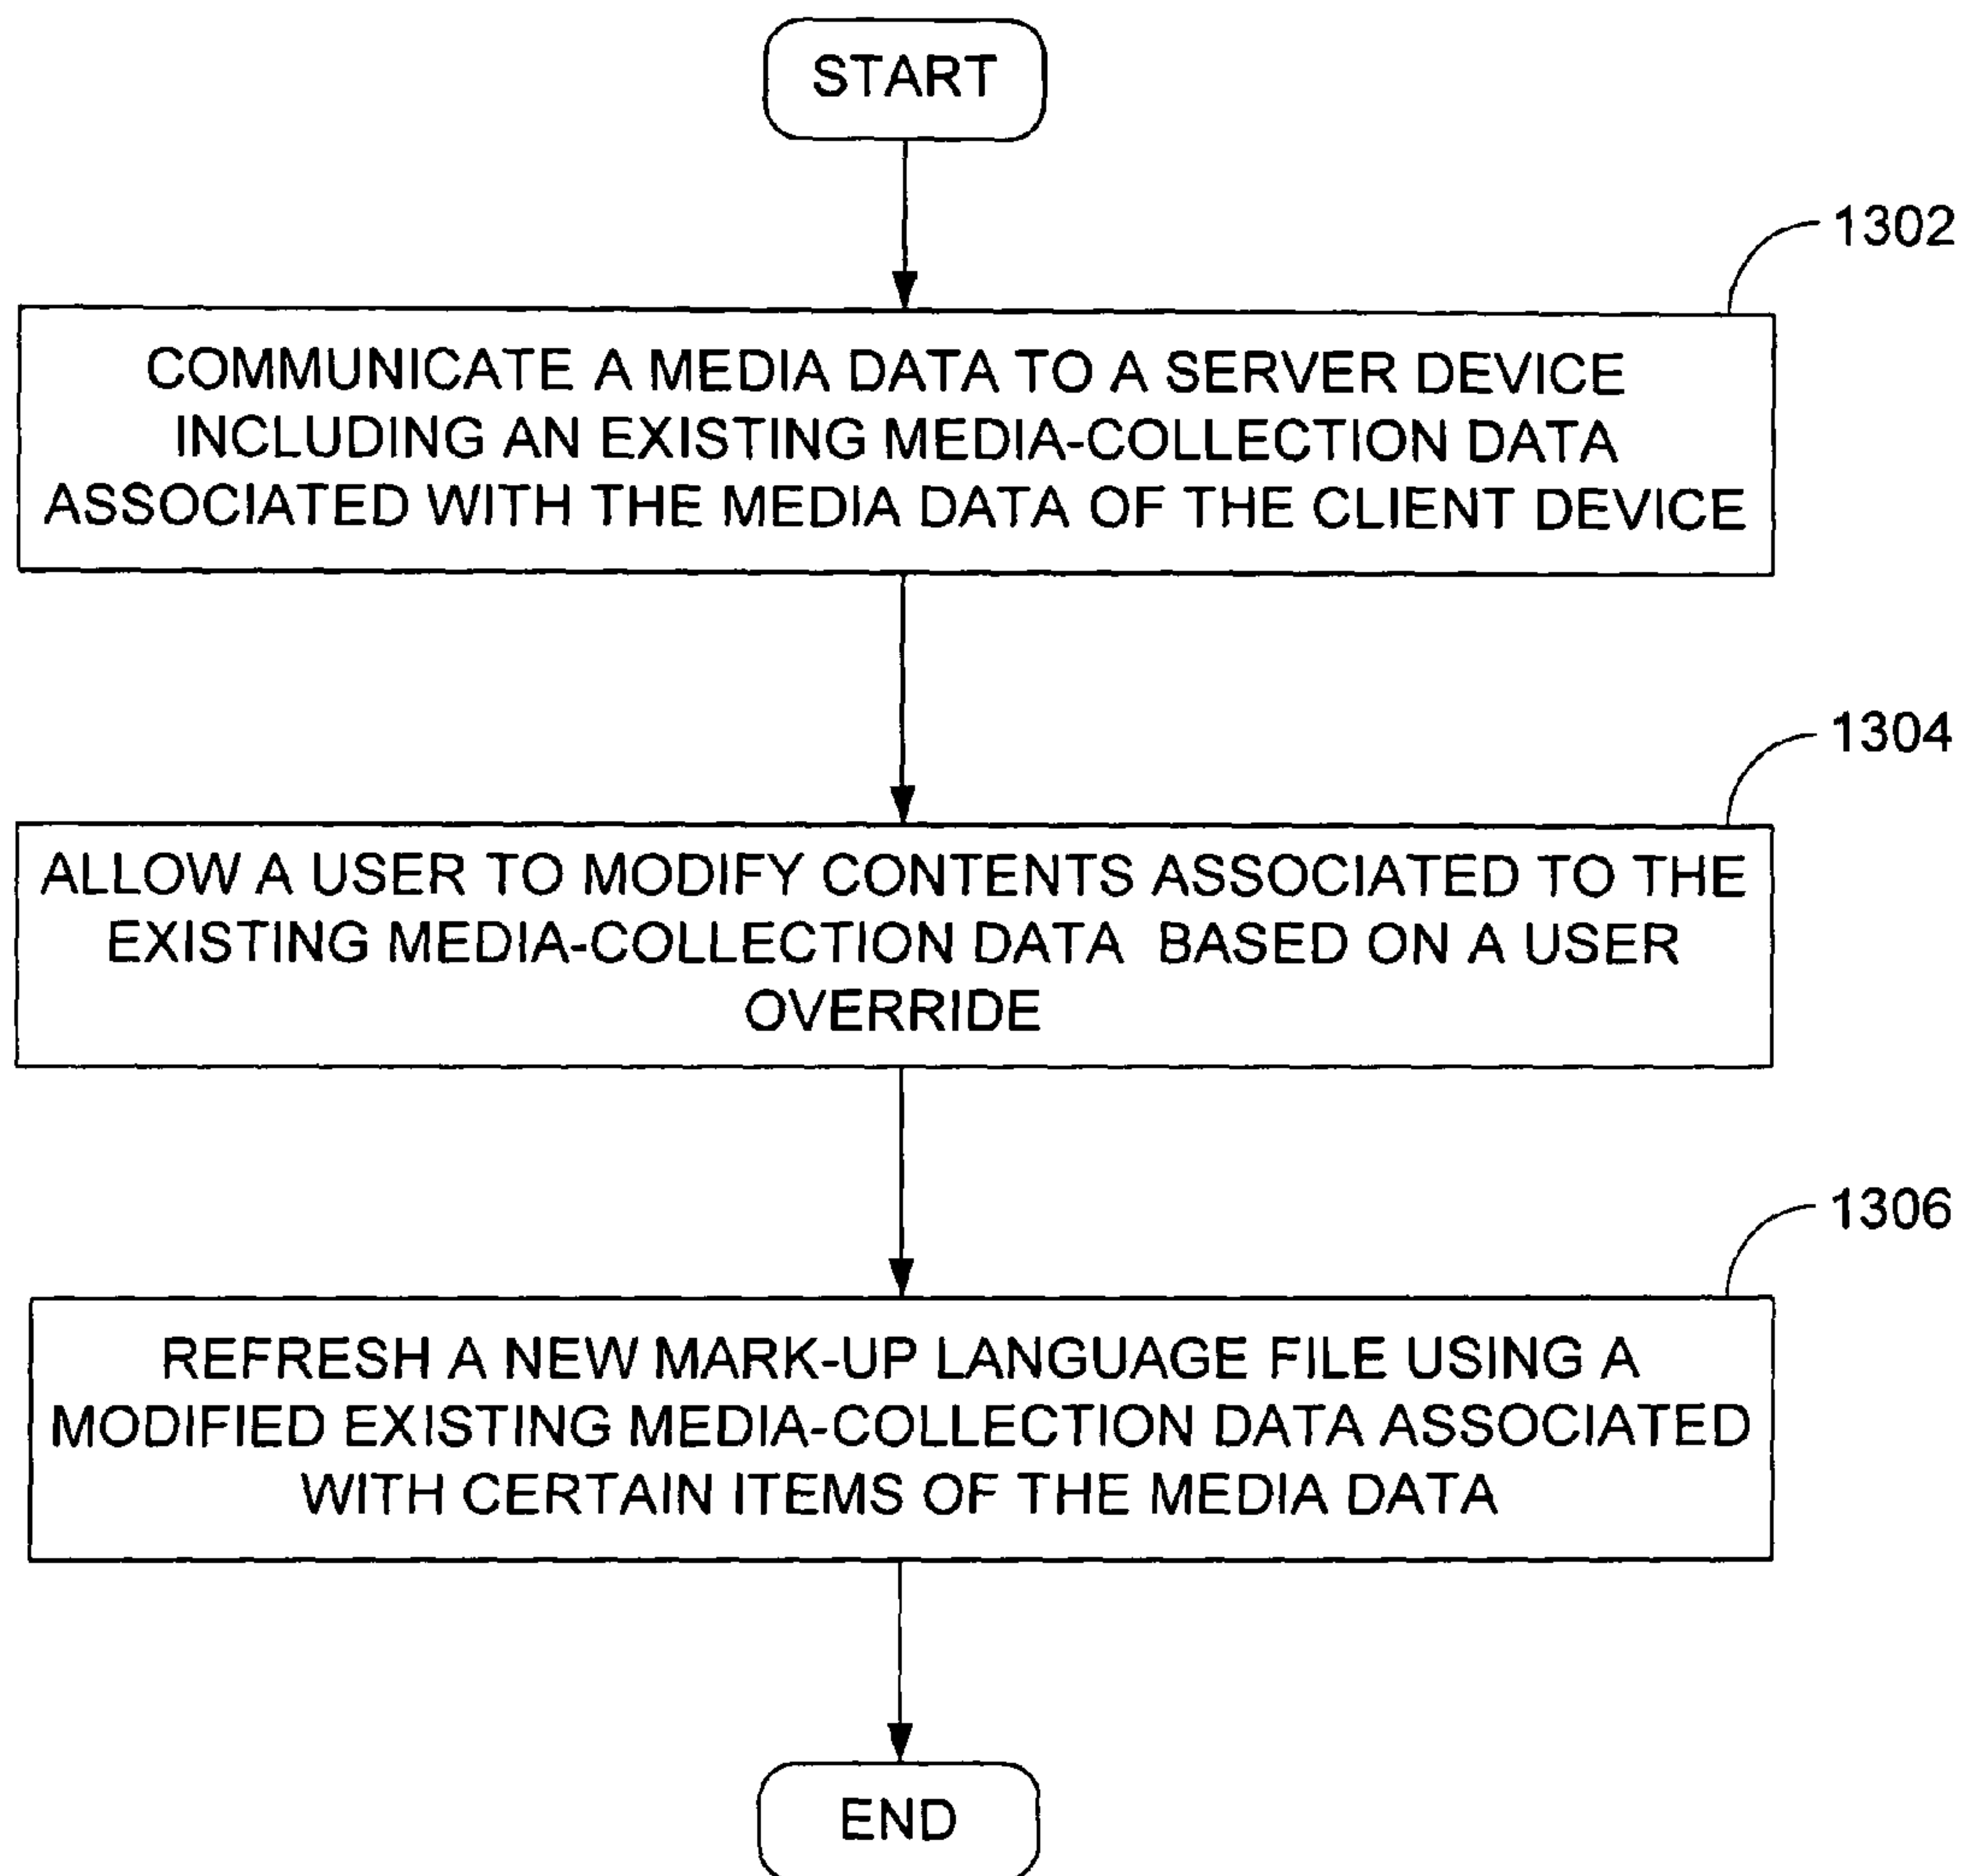 START
1302
COMMUNICATE A MEDIA DATA TO A SERVER DEVICE
INCLUDING AN EXISTING MEDIA-COLLECTION DATA
ASSOCIATED WITH THE MEDIA DATA OF THE CLIENT DEVICE
1304
ALLOW A USER TO MODIFY CONTENTS ASSOCIATED TO THE
EXISTING MEDIA-COLLECTION DATA BASED ON A USER
OVERRIDE
1306
REFRESH A NEW MARK-UP LANGUAGE FILE USING A
MODIFIED EXISTING MEDIA-COLLECTION DATA ASSOCIATED
WITH CERTAIN ITEMS OF THE MEDIA DATA
END